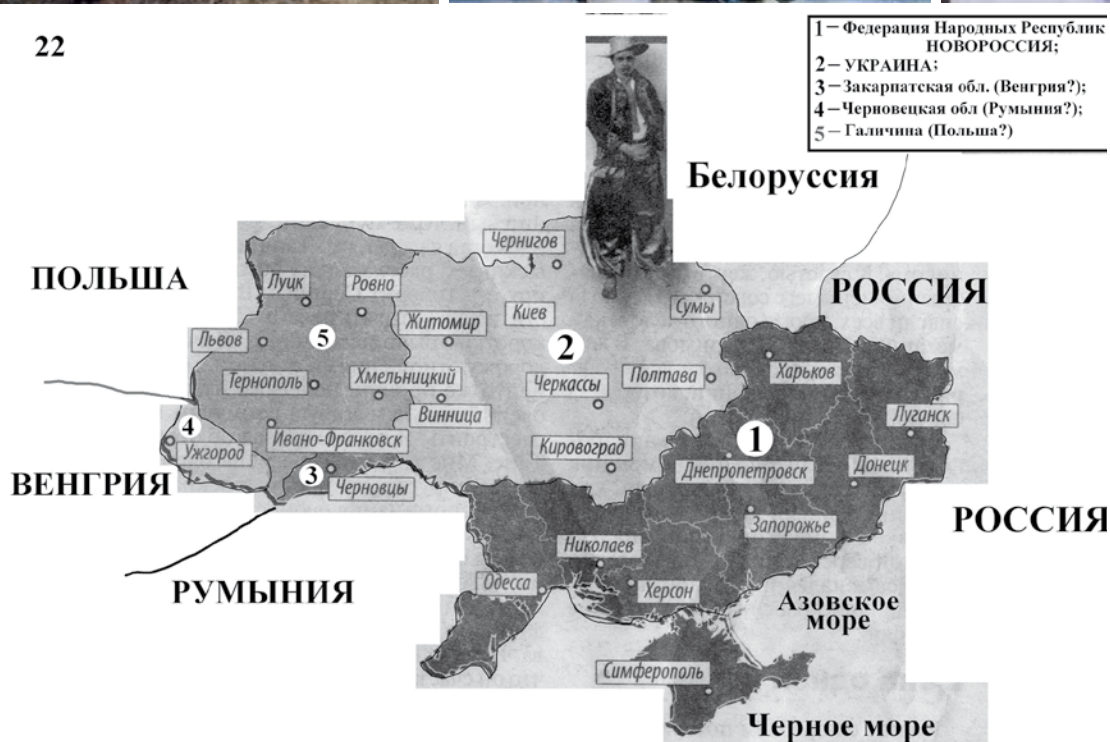 22
1– Федерация Народных Республик
НОВОРОССИЯ;
2– УКРАИНА;
3– Закарпатская обл. (Венгрия?);
4– Черновецкая обл (Румыния?);
5– Галичина (Польша?)
Белоруссия
Чернигов
ПОЛЬША
Луцк
Ровно
Киев
Сумы
РОССИЯ
Житомир
Львов
5
2
Харьков
Тернополь
Хмельницкий
Черкассы
Полтава
Винница
Луганск
4
Ивано-Франковск
1
Ужгород
Кировоград
Днепропетровск
Донецк
ВЕНГРИЯ
3
Черновцы
Запорожье
РОССИЯ
Николаев
РУМЫНИЯ
Одесса
Херсон
Азовское
море
Симферополь
Черное море